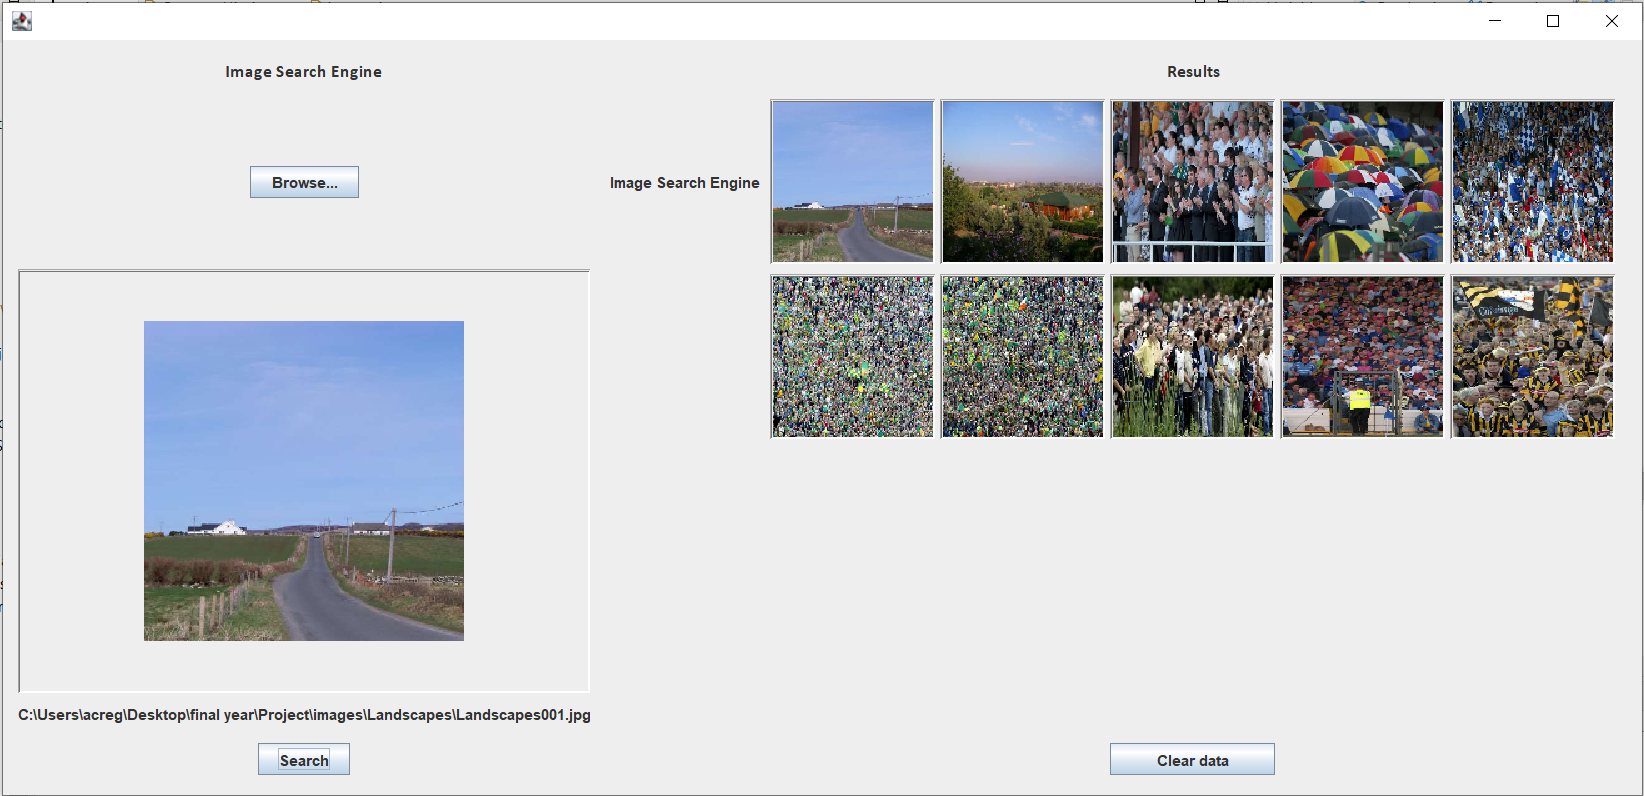 Image Search Engine
Results
Browse...
Image Search Engine
C:\Users\acreg\Desktop\final year\Project\images\Landscapes\Landscapes001.jpg
Search
Clear data